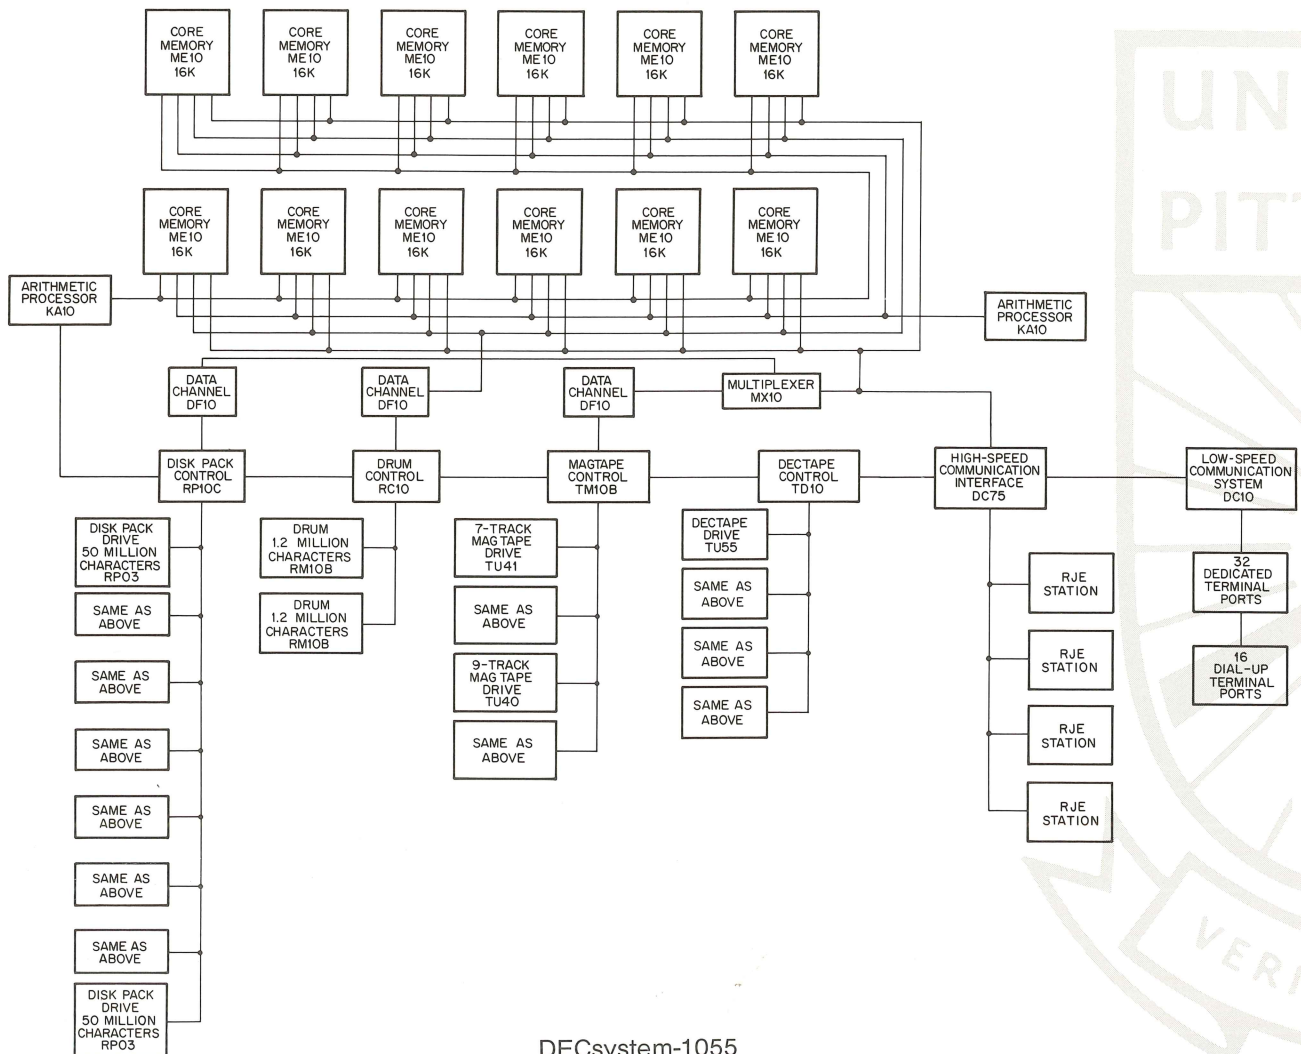 CORE
MEMORY
ME10
16K
CORE
MEMORY
ME10
16K
CORE
MEMORY
ME10
16K
CORE
MEMORY
ME10
16K
CORE
MEMORY
ME10
16K
CORE
MEMORY
ME10
16K
CORE
MEMORY
ME10
16K
CORE
MEMORY
ME10
16K
CORE
MEMORY
ME10
16K
CORE
MEMORY
ME10
16K
CORE
MEMORY
ME10
16K
CORE
MEMORY
ME10
16K
ARITHMETIC
PROCESSOR
KA10
ARITHMETIC
PROCESSOR
KA10
DATA
CHANNEL
DF10
DATA
CHANNEL
DF10
DATA
CHANNEL
DF10
MULTIPLEXER
MX10
DISK PACK
CONTROL
RP10C
DRUM
CONTROL
RC10
MAGTAPE
CONTROL
TM10B
DECTAPE
CONTROL
TD10
HIGH-SPEED
COMMUNICATION
INTERFACE
DC75
LOW-SPEED
COMMUNICATION
SYSTEM
DC10
DISK PACK
DRIVE
50 MILLION
CHARACTERS
RP03
SAME AS
ABOVE
SAME AS
ABOVE
SAME AS
ABOVE
SAME AS
ABOVE
SAME AS
ABOVE
SAME AS
ABOVE
DISK PACK
DRIVE
50 MILLION
CHARACTERS
RP03
DRUM
1.2 MILLION
CHARACTERS
RM10B
DRUM
1.2 MILLION
CHARACTERS
RM10B
7-TRACK
MAG TAPE
DRIVE
TU41
SAME AS
ABOVE
9-TRACK
MAG TAPE
DRIVE
TU40
SAME AS
ABOVE
DECTAPE
DRIVE
TU55
SAME AS
ABOVE
SAME AS
ABOVE
SAME AS
ABOVE
RJE
STATION
RJE
STATION
RJE
STATION
RJE
STATION
32
DEDICATED
TERMINAL
PORTS
16
DIAL-UP
TERMINAL
PORTS
UN
PITT
VERI
DECsystem-1055